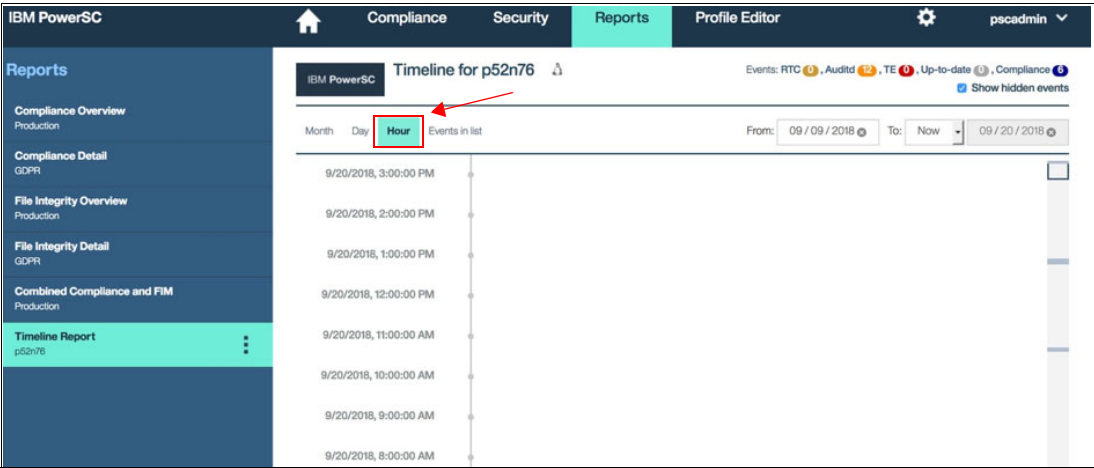 IBM PowerSC
Compliance
Security
Reports
Profile Editor
pscadmin
Reports
Compliance Overview
Production
Compliance Detail
GDPR
File Integrity Overview
Production
File Integrity Detail
GDPR
Combined Compliance and FIM
Production
Timeline Report
p52n76
IBM PowerSC
Timeline for p52n76
Events: RTC 0 , Auditd 12 , TE 0 , Up-to-date 0 , Compliance 6
Show hidden events
Month Day Hour Events in list
From: 09 / 09 / 2018 To: Now 09 / 20 / 2018
9/20/2018, 3:00:00 PM
9/20/2018, 2:00:00 PM
9/20/2018, 1:00:00 PM
9/20/2018, 12:00:00 PM
9/20/2018, 11:00:00 AM
9/20/2018, 10:00:00 AM
9/20/2018, 9:00:00 AM
9/20/2018, 8:00:00 AM